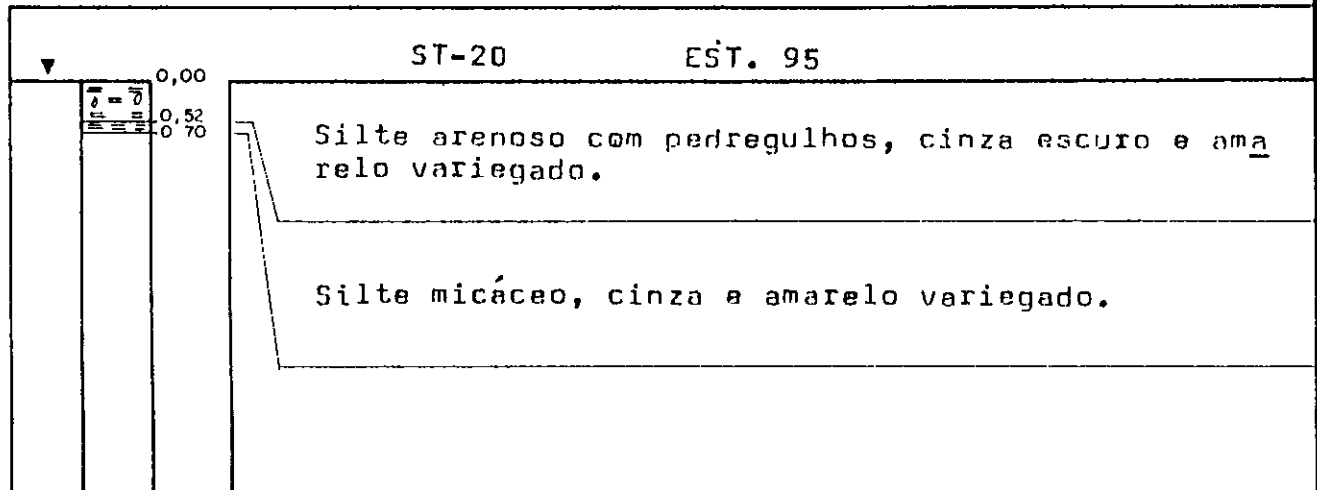 ST-20 EST. 95
0,00
0,52
0 70
Silte arenoso com pedregulhos, cinza escuro e ama
relo variegado.
Silte micáceo, cinza e amarelo variegado.